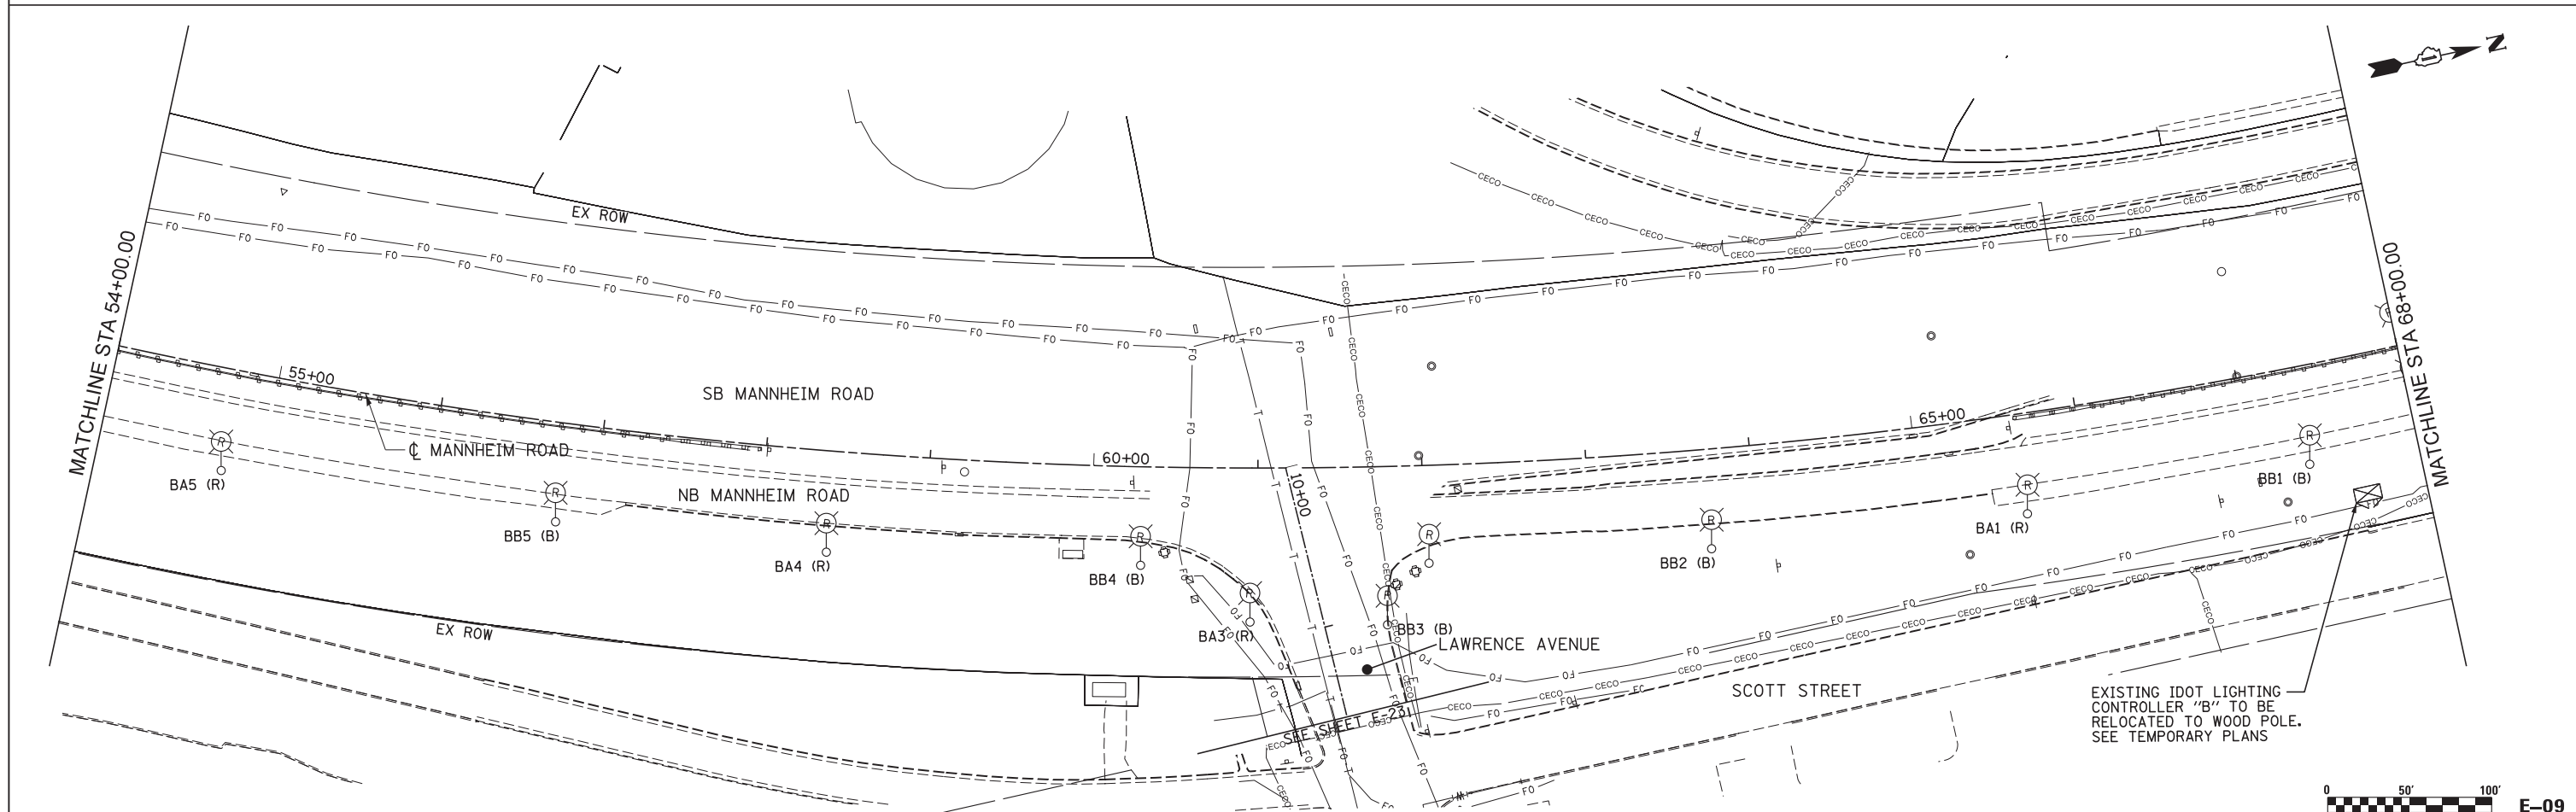 N
1
EX ROW
MATCHLINE STA 54+00.00
MATCHLINE STA 68+00.00
FO
CECO
T
55+00
SB MANNHEIM ROAD
℄ MANNHEIM ROAD
60+00
65+00
10+00
NB MANNHEIM ROAD
R
BA5 (R)
BB5 (B)
BA4 (R)
BB4 (B)
BA3 (R)
BB3 (B)
BB2 (B)
BA1 (R)
BB1 (B)
EX ROW
LAWRENCE AVENUE
SCOTT STREET
SEE SHEET E-23
EXISTING IDOT LIGHTING
CONTROLLER "B" TO BE
RELOCATED TO WOOD POLE.
SEE TEMPORARY PLANS
0 50' 100'
E-09